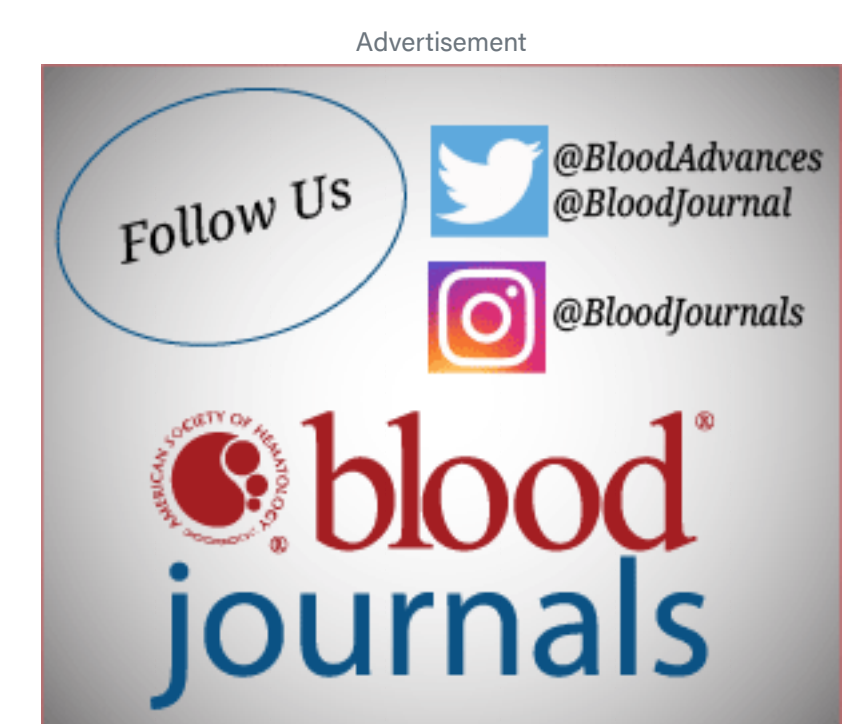 Advertisement
Follow Us
@BloodAdvances
@BloodJournal
@BloodJournals
AMERICAN SOCIETY OF HEMATOLOGY
®
blood®
journals